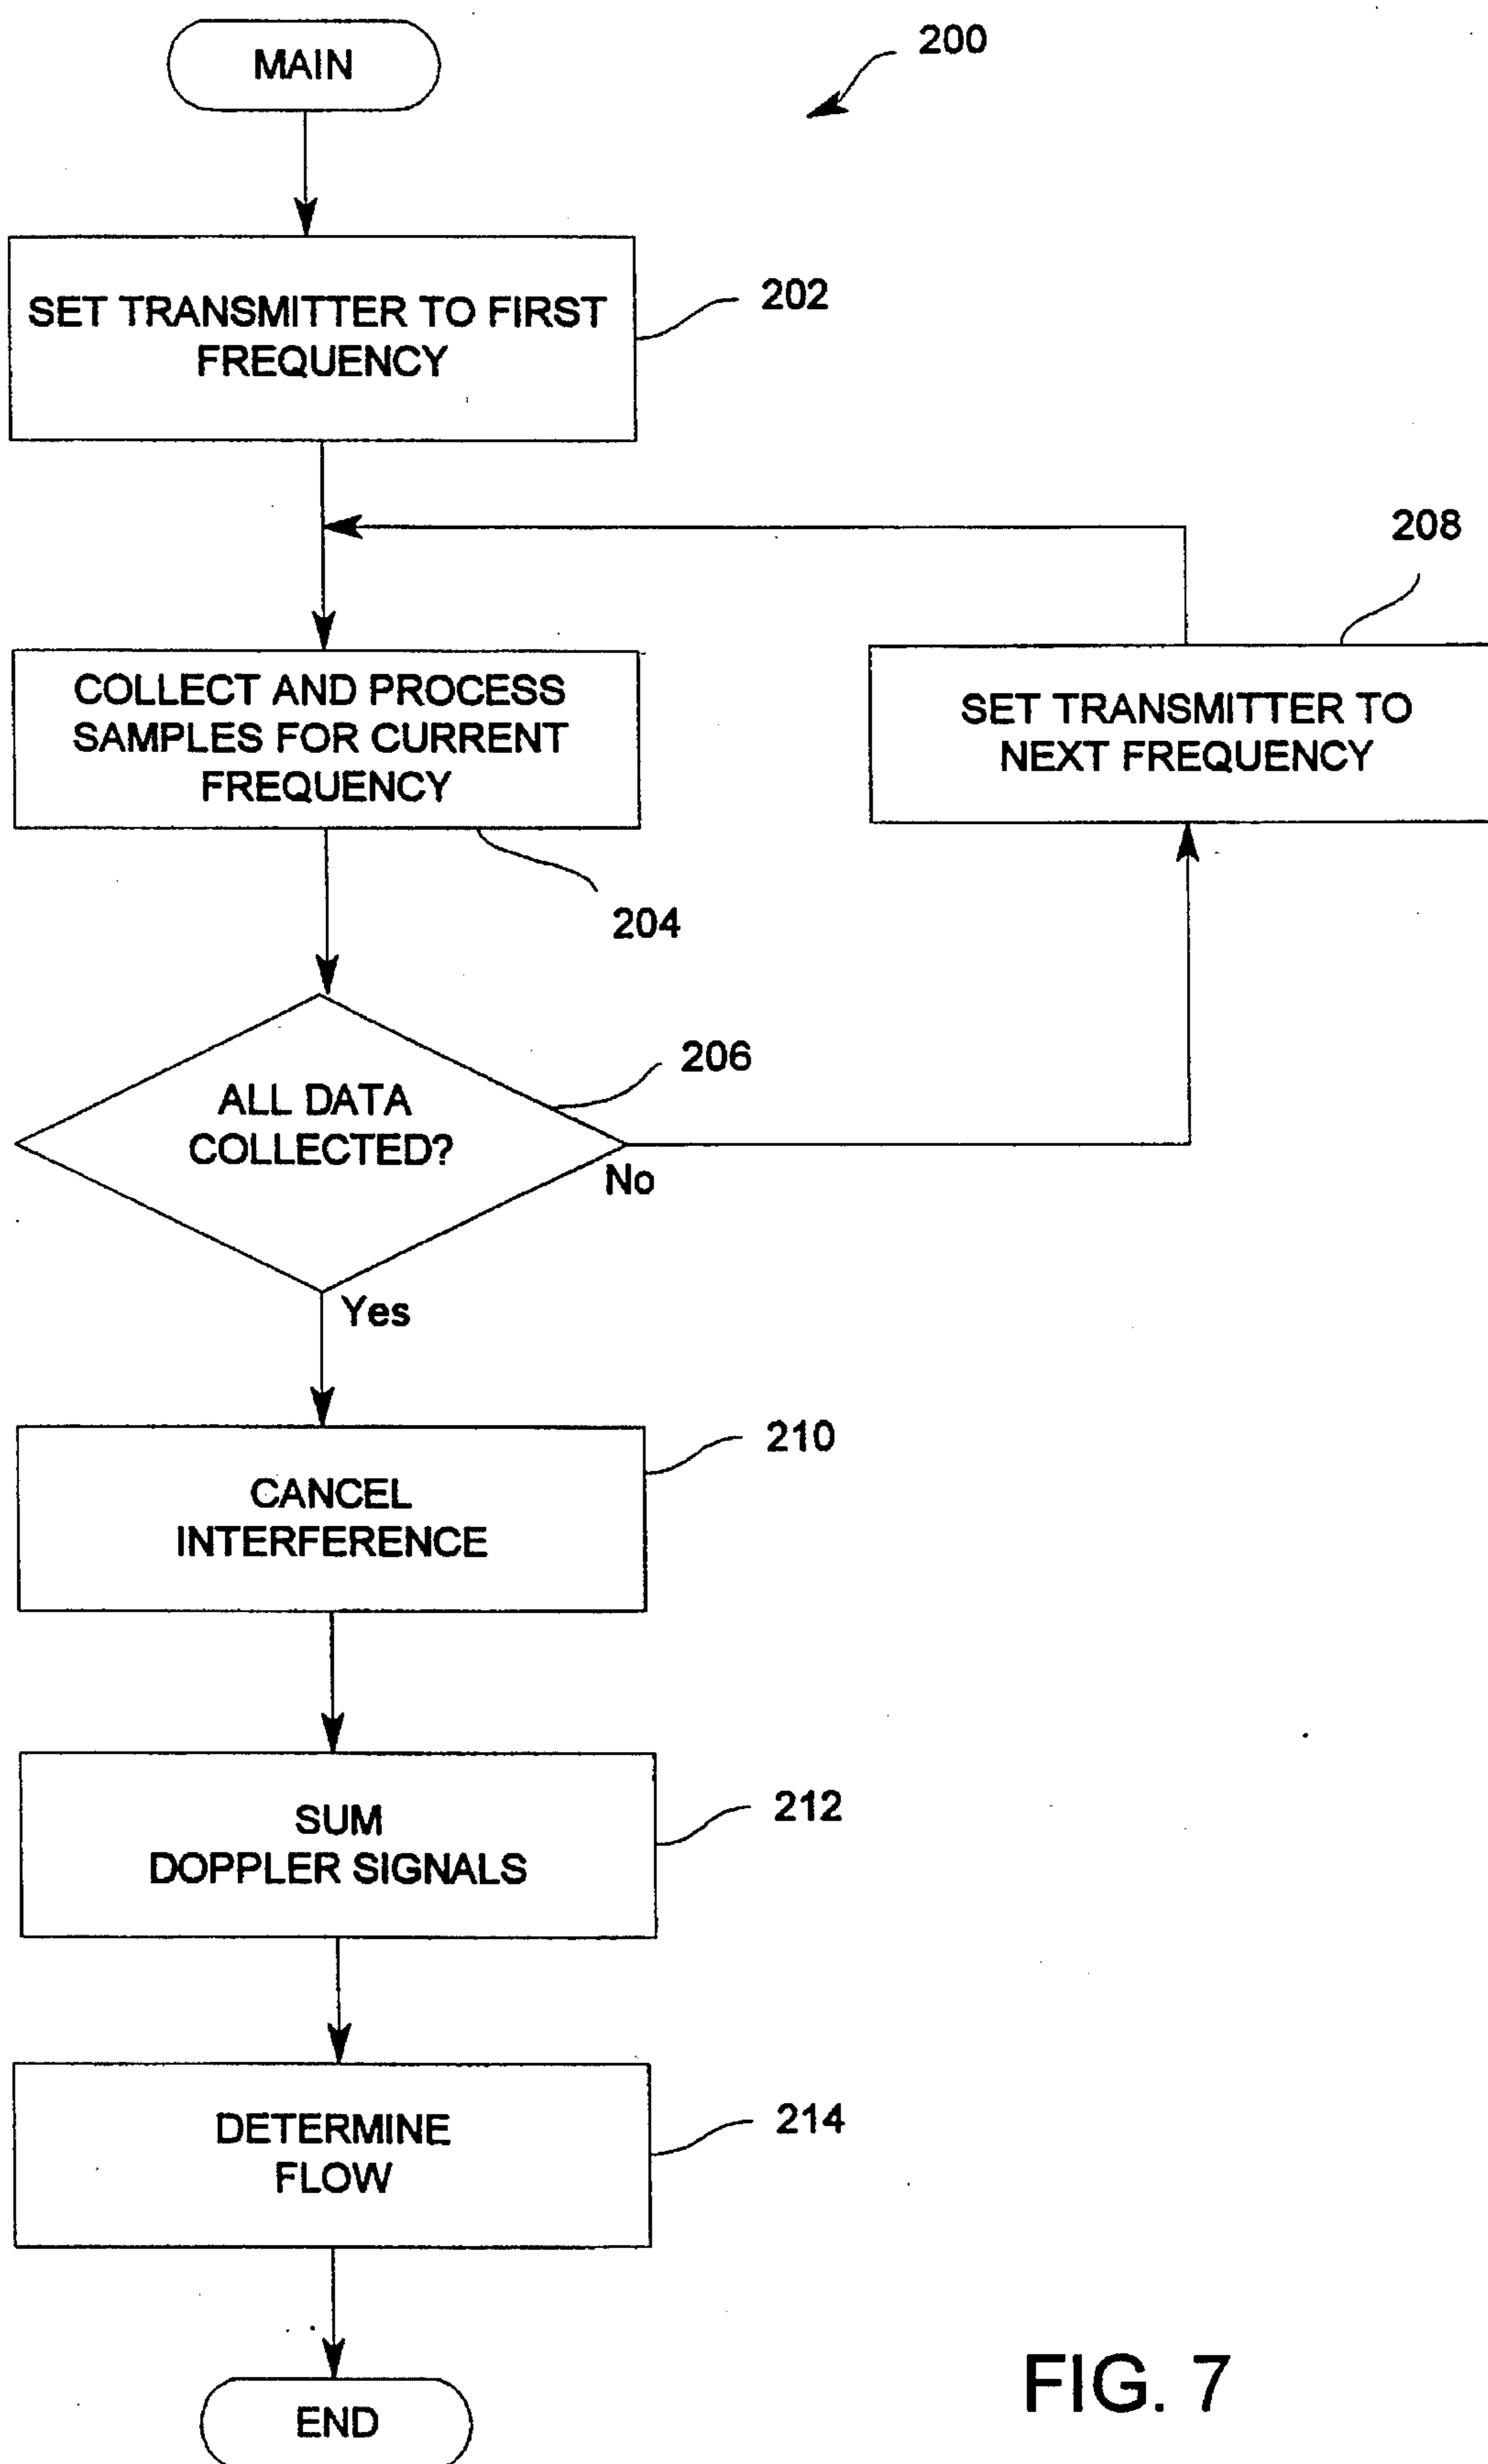 MAIN
200
SET TRANSMITTER TO FIRST
FREQUENCY
202
208
COLLECT AND PROCESS
SAMPLES FOR CURRENT
FREQUENCY
204
SET TRANSMITTER TO
NEXT FREQUENCY
206
ALL DATA
COLLECTED?
No
Yes
210
CANCEL
INTERFERENCE
212
SUM
DOPPLER SIGNALS
214
DETERMINE
FLOW
END
FIG. 7